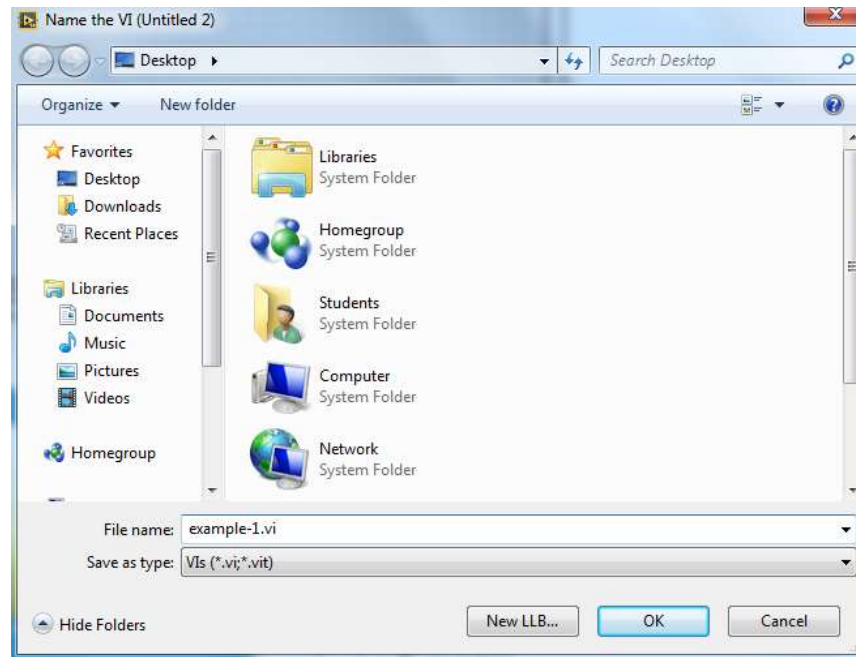 Name the VI (Untitled 2)
Desktop
Search Desktop
Organize
New folder
Favorites
Desktop
Downloads
Recent Places
Libraries
Documents
Music
Pictures
Videos
Homegroup
Libraries
System Folder
Homegroup
System Folder
Students
System Folder
Computer
System Folder
Network
System Folder
File name: example-1.vi
Save as type: VIs (*.vi;*.vit)
Hide Folders
New LLB...
OK
Cancel